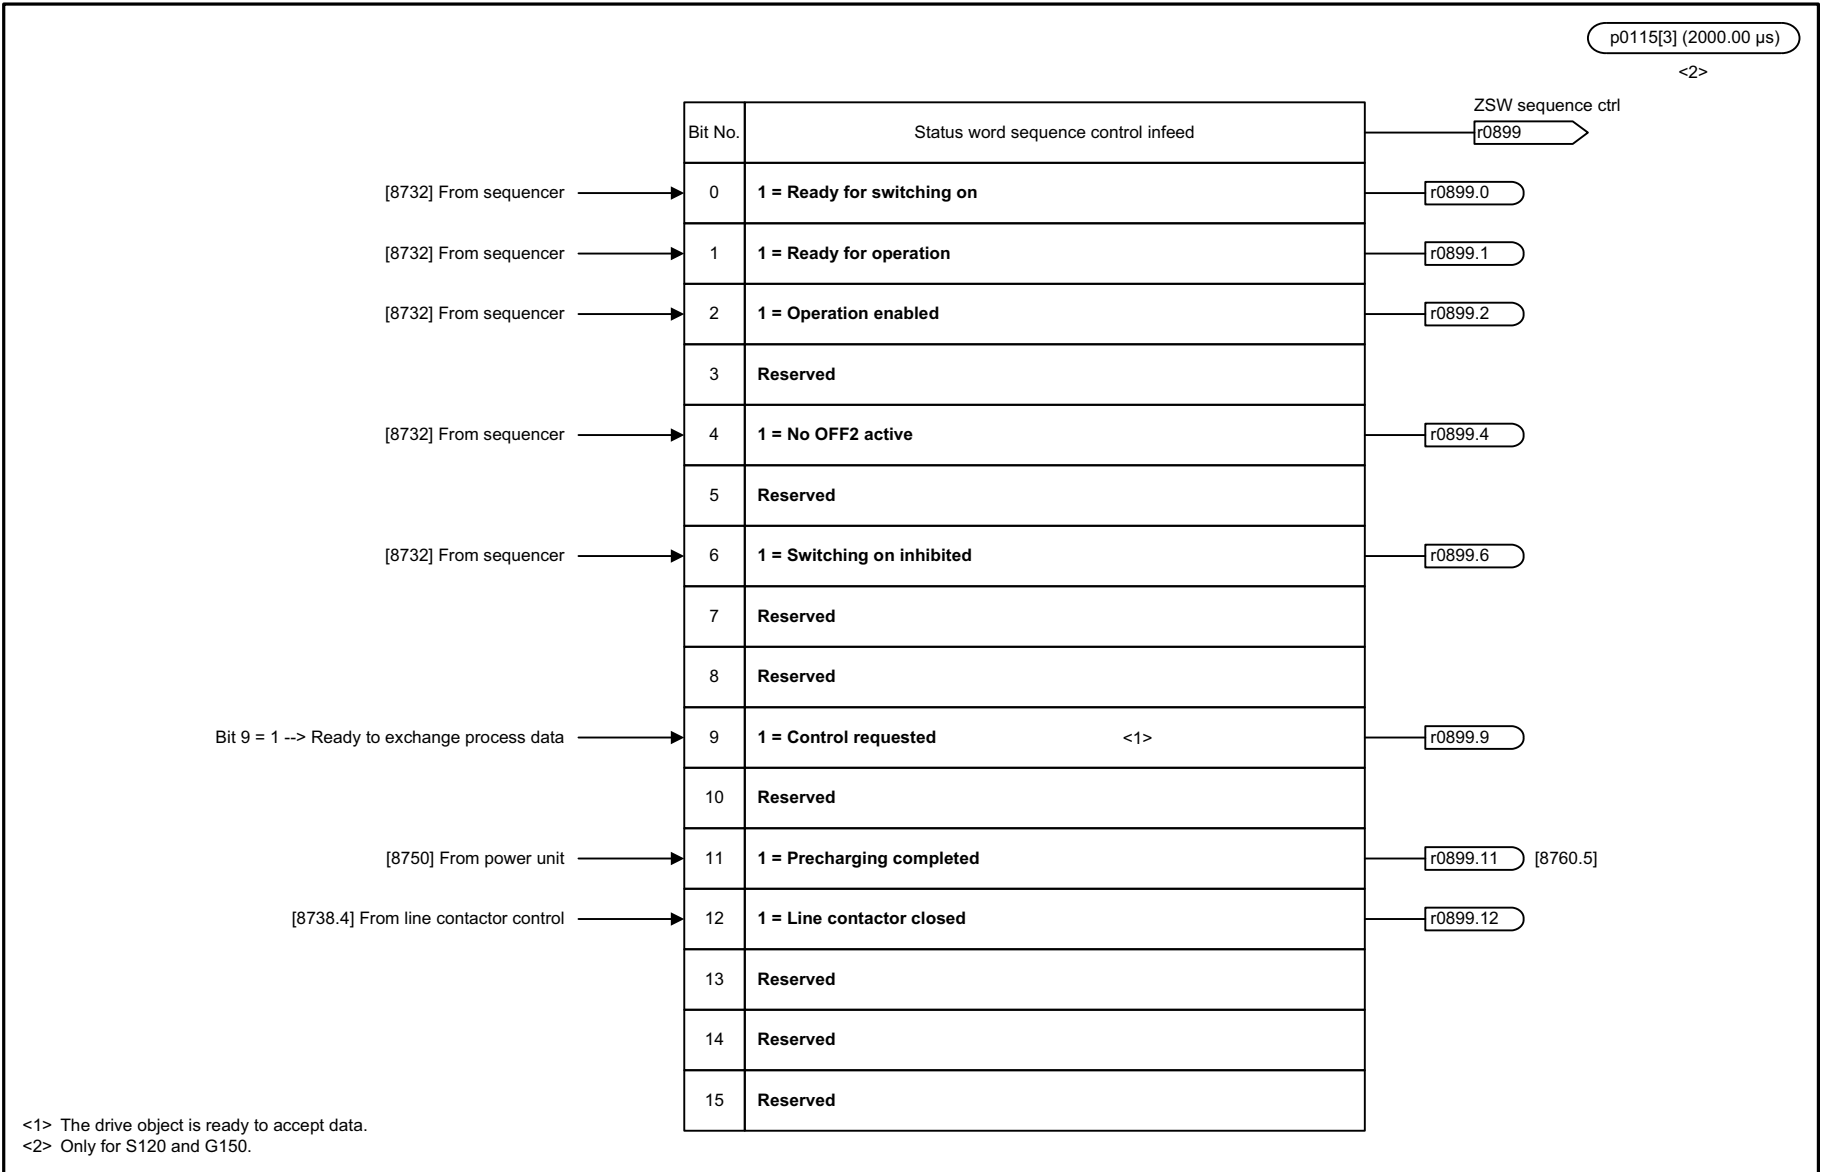 p0115[3] (2000.00 µs)
<2>
ZSW sequence ctrl
Bit No. Status word sequence control infeed r0899
[8732] From sequencer 0 1 = Ready for switching on r0899.0
[8732] From sequencer 1 1 = Ready for operation r0899.1
[8732] From sequencer 2 1 = Operation enabled r0899.2
3 Reserved
[8732] From sequencer 4 1 = No OFF2 active r0899.4
5 Reserved
[8732] From sequencer 6 1 = Switching on inhibited r0899.6
7 Reserved
8 Reserved
Bit 9 = 1 --> Ready to exchange process data 9 1 = Control requested <1> r0899.9
10 Reserved
[8750] From power unit 11 1 = Precharging completed r0899.11 [8760.5]
[8738.4] From line contactor control 12 1 = Line contactor closed r0899.12
13 Reserved
14 Reserved
15 Reserved
<1> The drive object is ready to accept data.
<2> Only for S120 and G150.